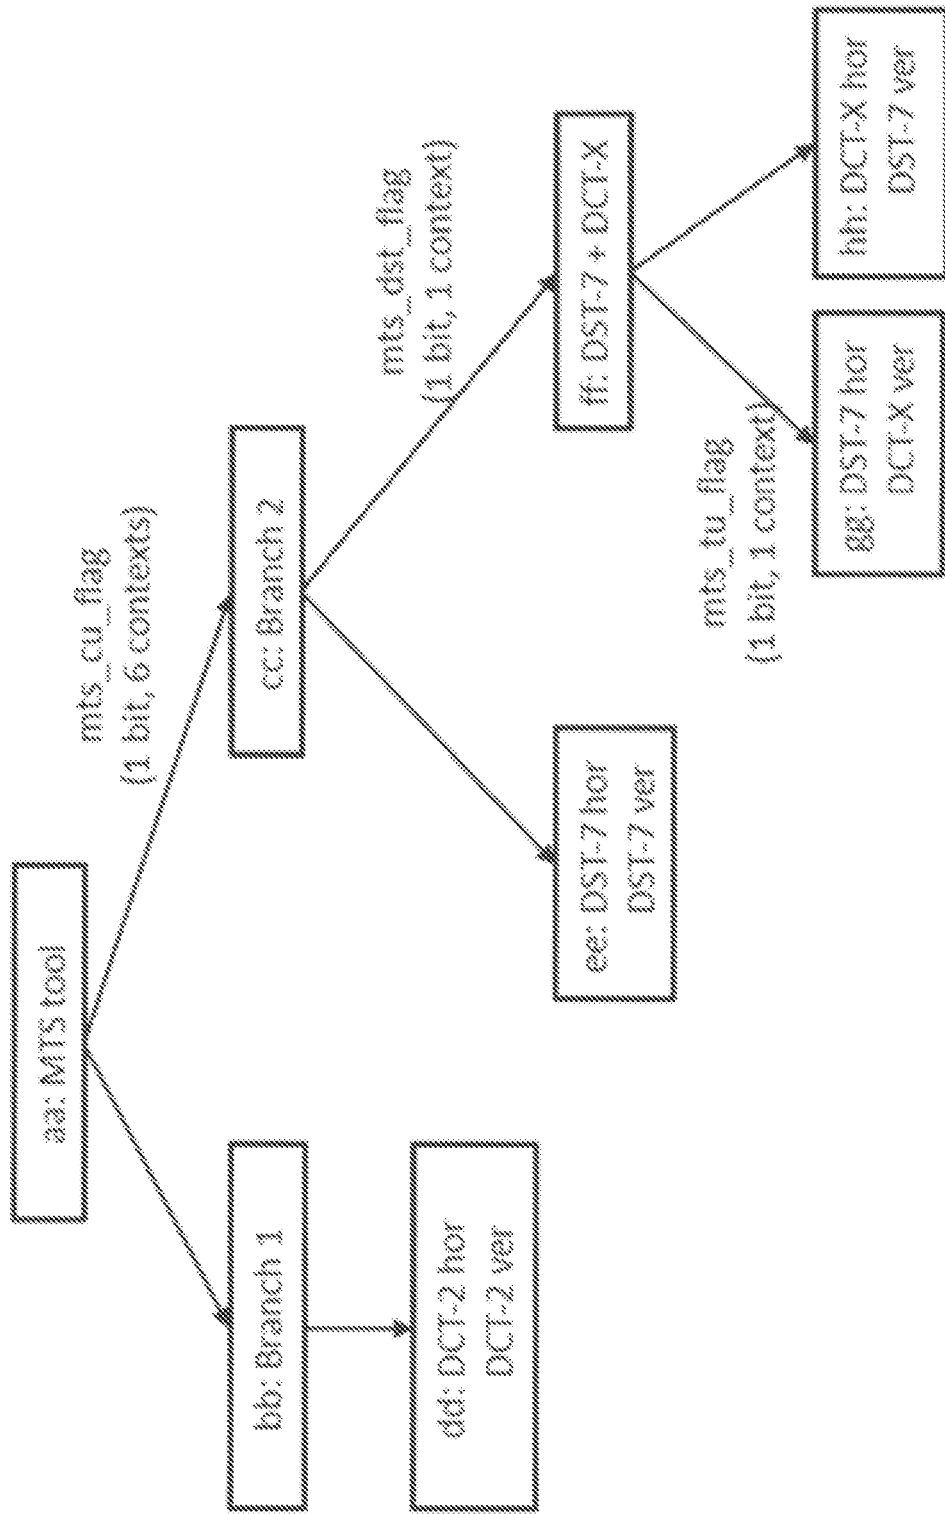 aa: MTS tool
mts_cu_flag
(1 bit, 6 contexts)
bb: Branch 1
cc: Branch 2
mts_dst_flag
(1 bit, 1 context)
dd: DCT-2 hor
DCT-2 ver
ee: DST-7 hor
DST-7 ver
ff: DST-7 + DCT-X
mts_tu_flag
(1 bit, 1 context)
gg: DST-7 hor
DCT-X ver
hh: DCT-X hor
DST-7 ver